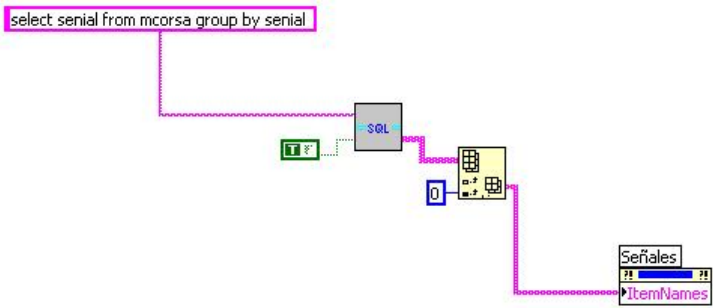 select senial from mcorsa group by senial
SQL
T
0
Señales
?! ?!
ItemNames